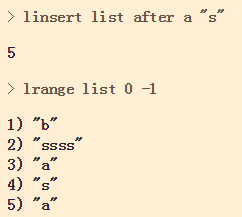 > linsert list after a "s"
5
> lrange list 0 -1
1) "b"
2) "ssss"
3) "a"
4) "s"
5) "a"